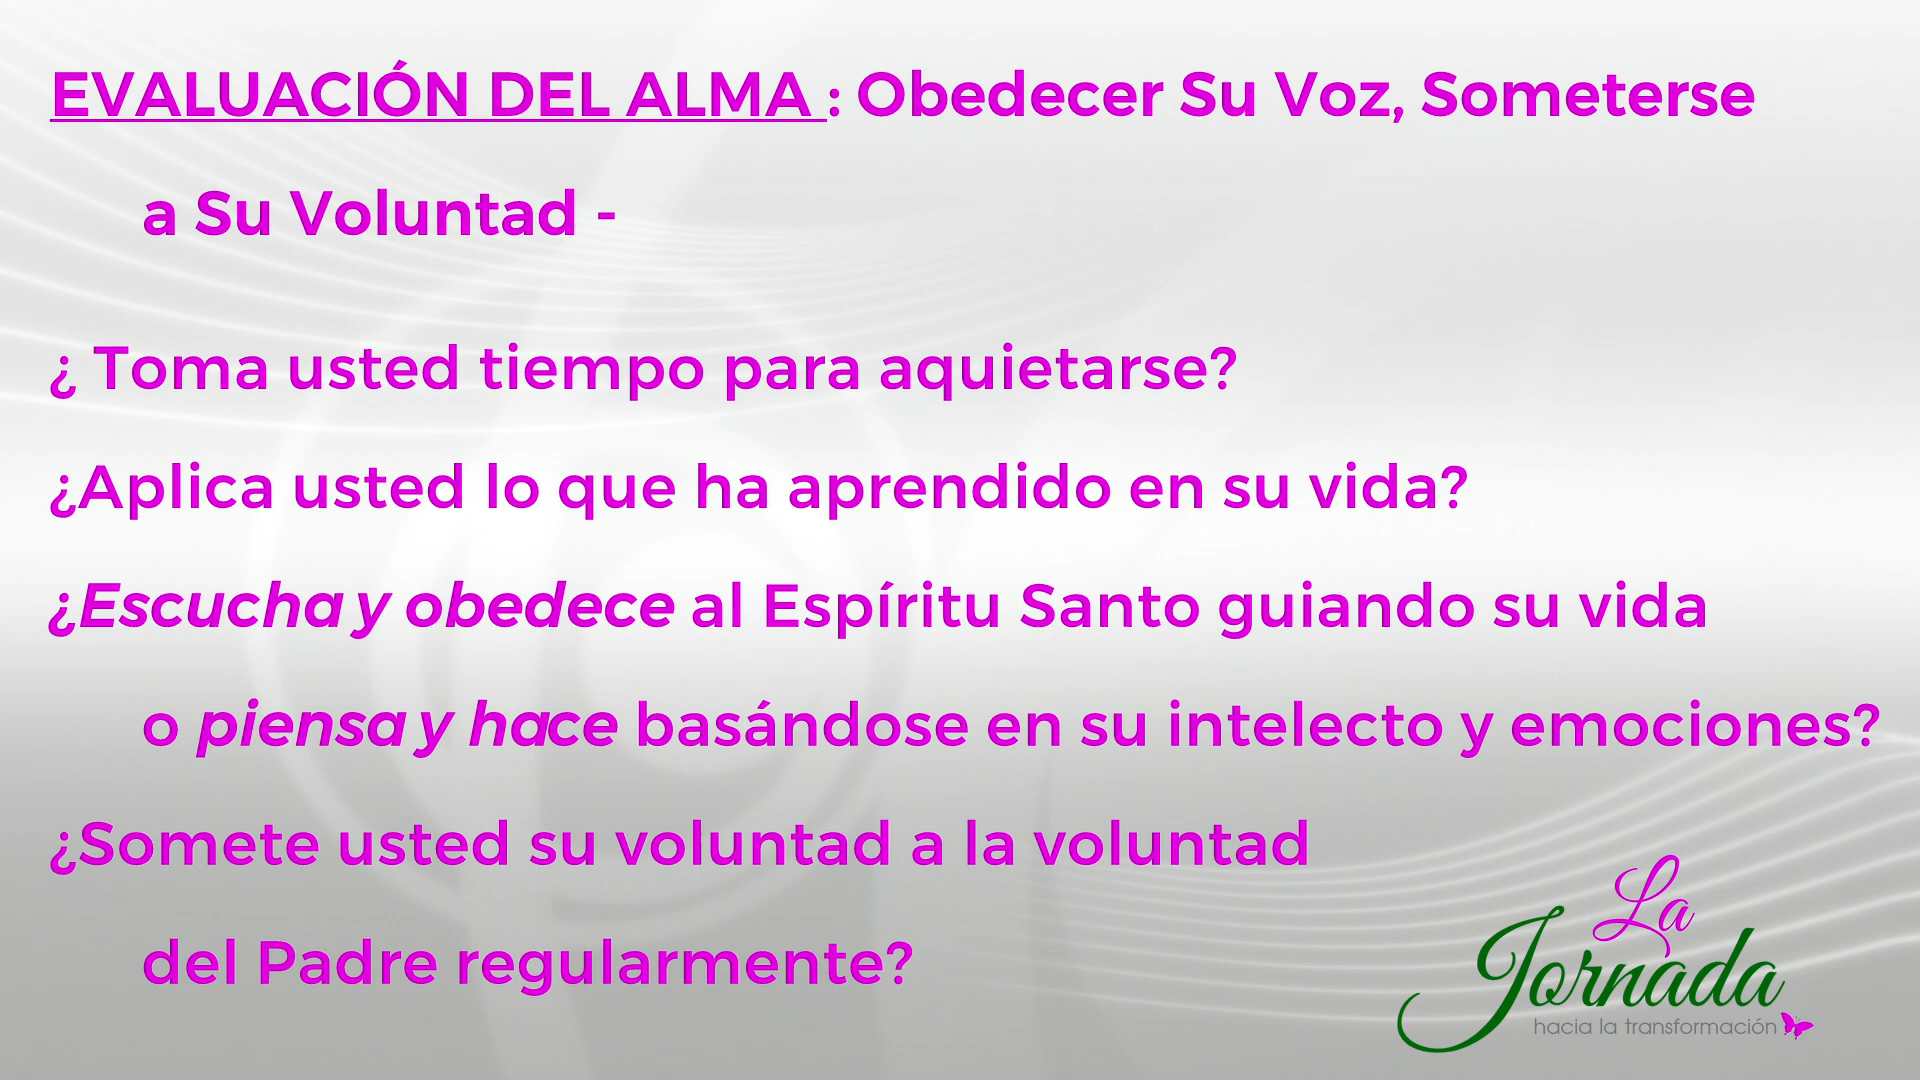 EVALUACIÓN DEL ALMA : Obedecer Su Voz, Someterse
a Su Voluntad -
¿ Toma usted tiempo para aquietarse?
¿Aplica usted lo que ha aprendido en su vida?
¿Escucha y obedece al Espíritu Santo guiando su vida
o piensa y hace basándose en su intelecto y emociones?
¿Somete usted su voluntad a la voluntad
del Padre regularmente?
La
Jornada
hacia la transformación